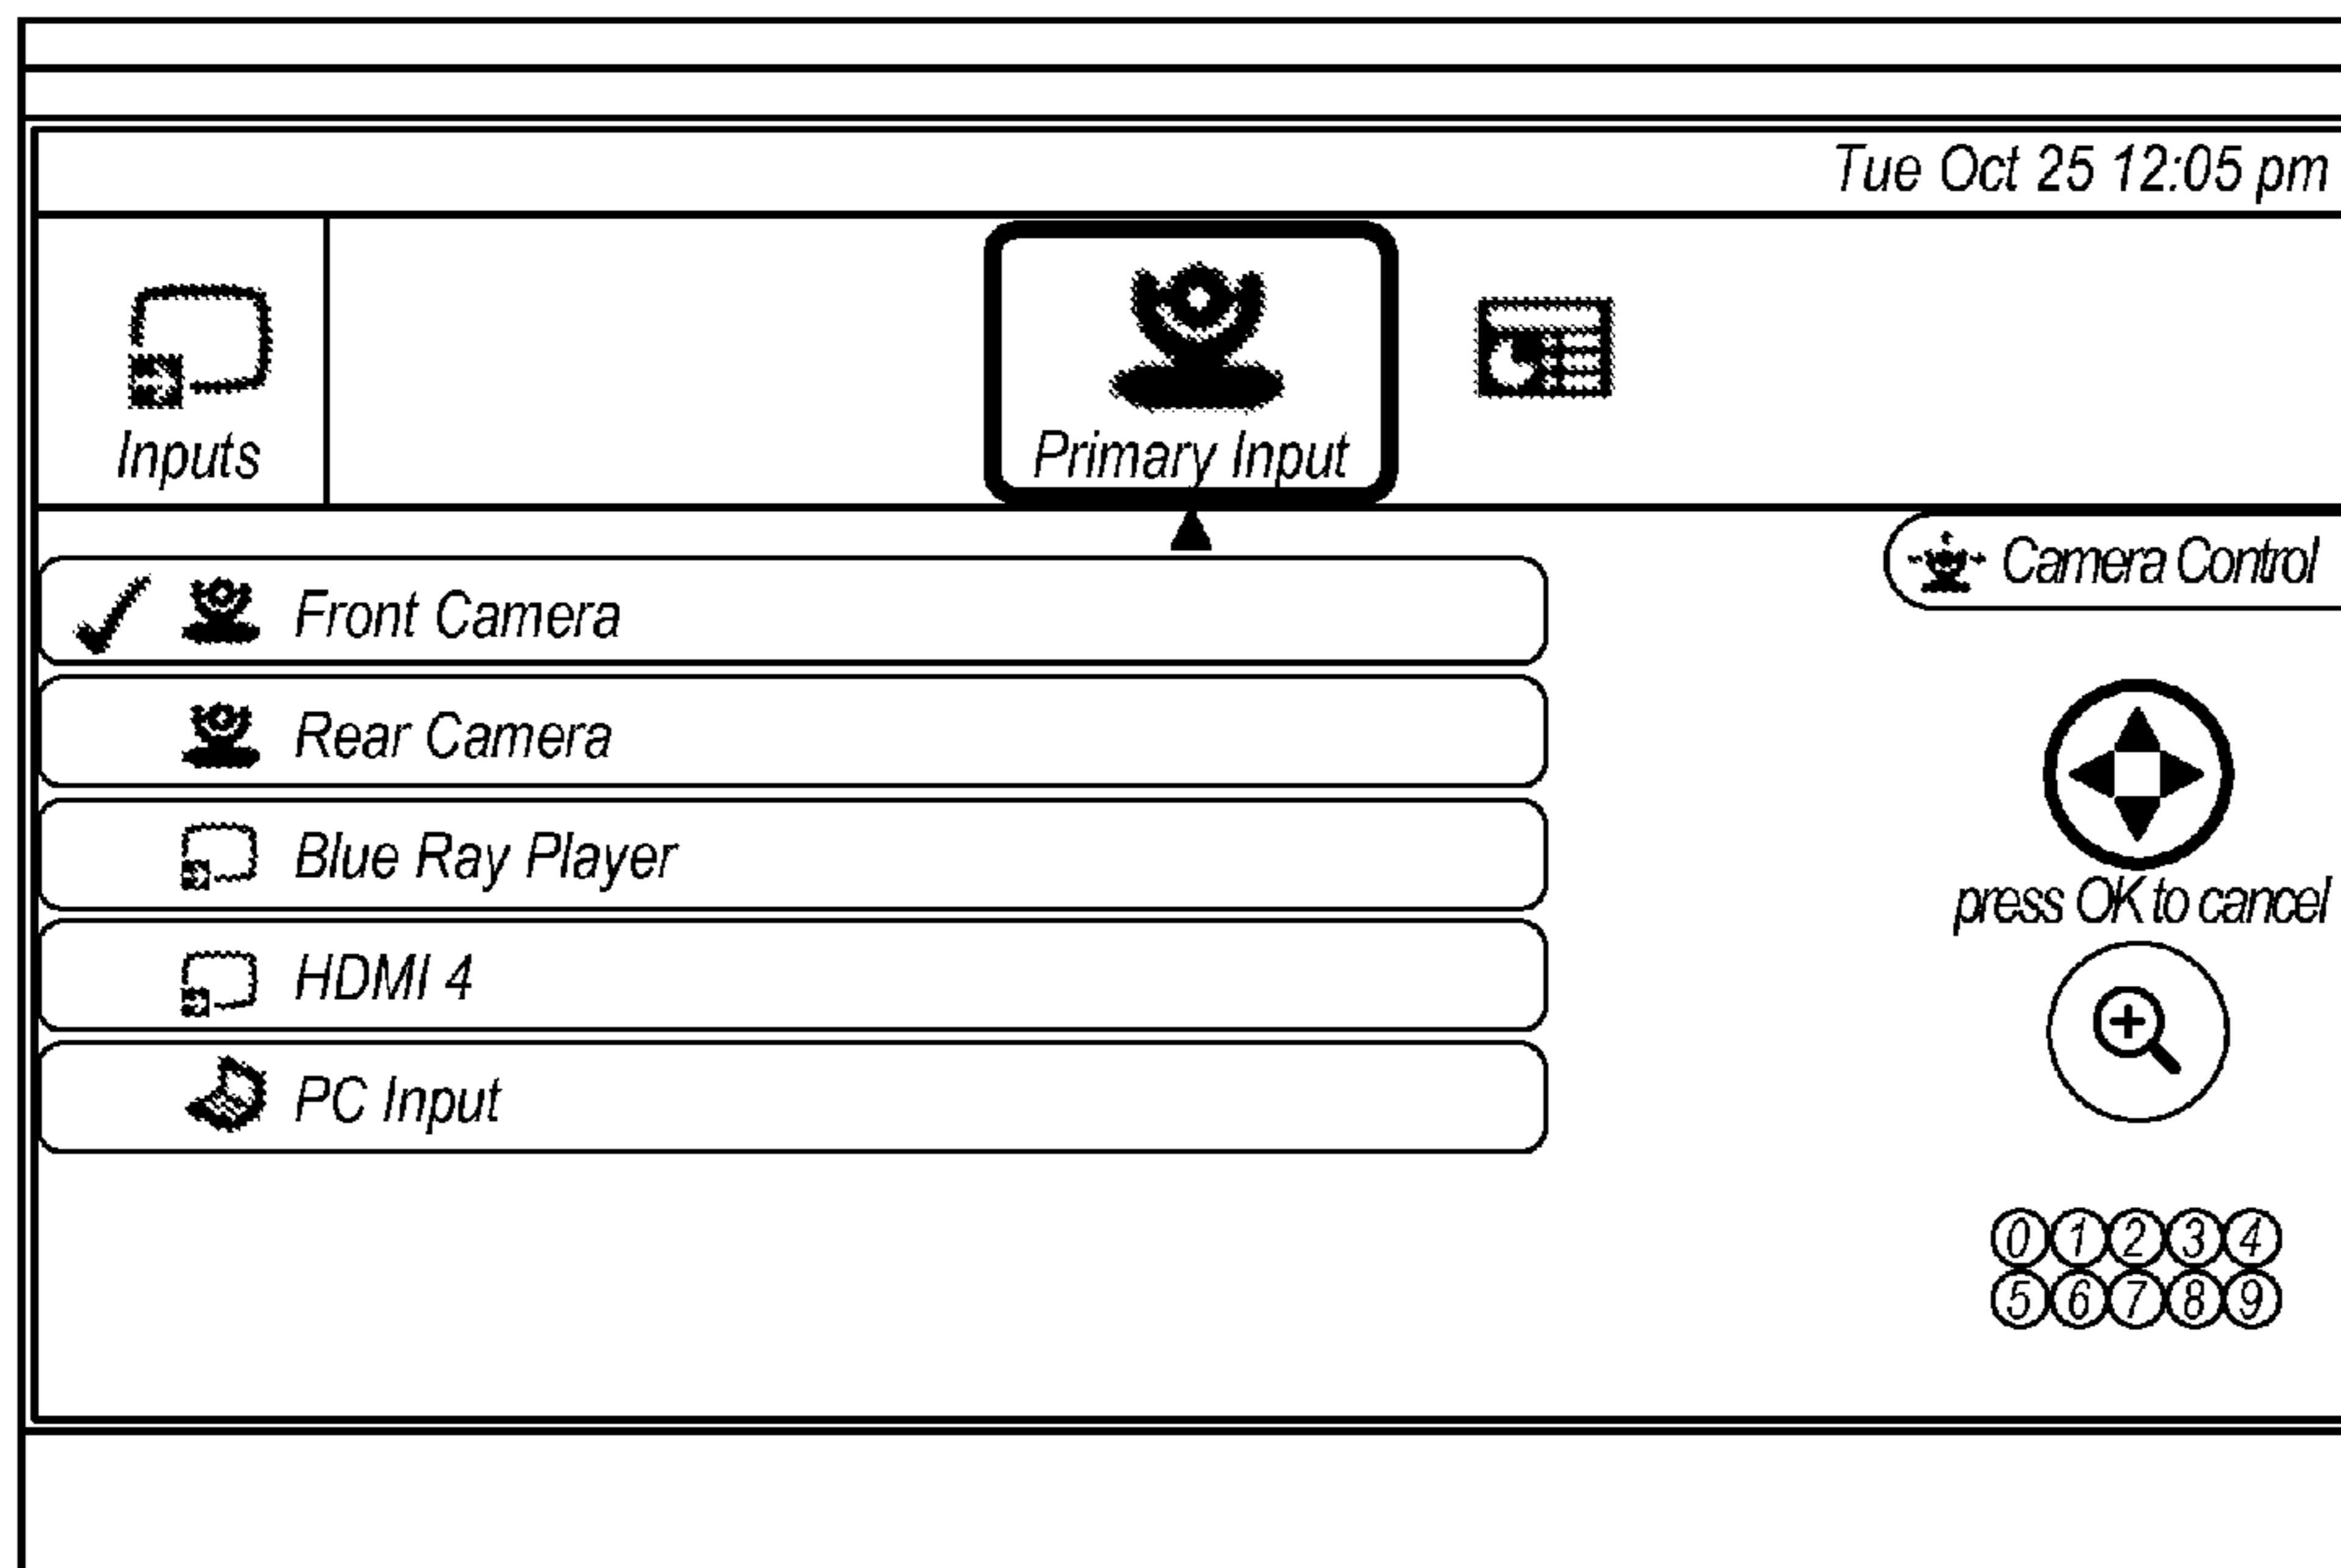 Tue Oct 25 12:05 pm
Inputs
Primary Input
Camera Control
Front Camera
Rear Camera
Blue Ray Player
HDMI 4
PC Input
press OK to cancel
0 1 2 3 4
5 6 7 8 9